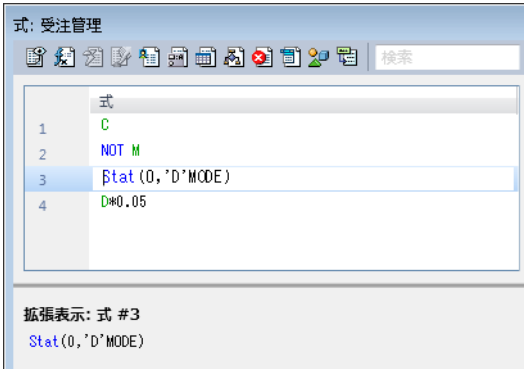 式: 受注管理
検索
式
1 C
2 NOT M
3 Stat(0,'D'MODE)
4 D*0.05
拡張表示: 式 #3
Stat(0,'D'MODE)